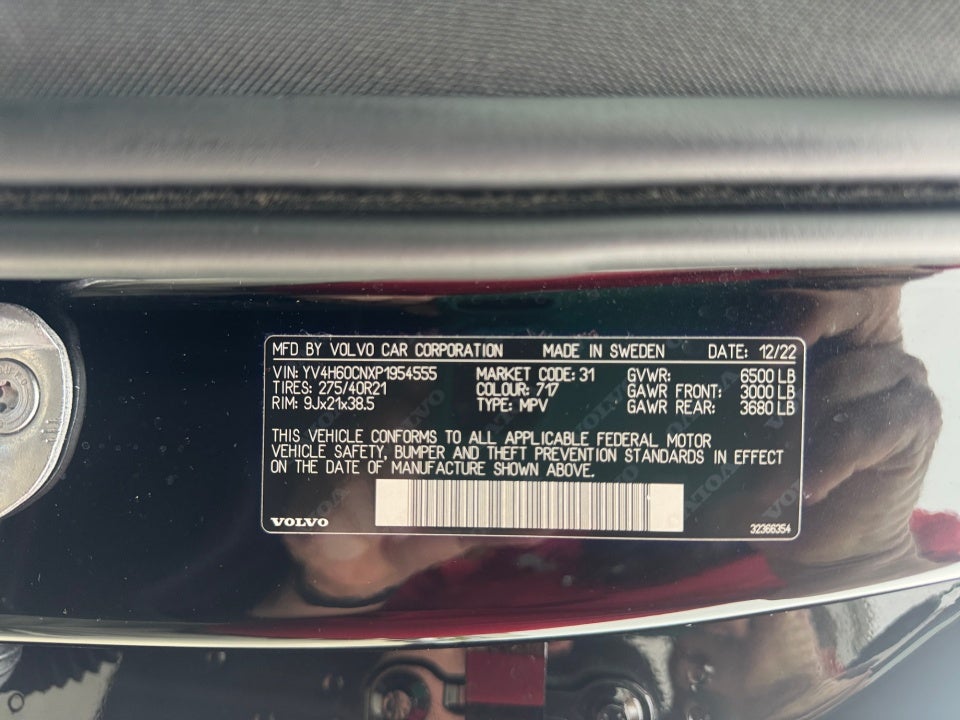 MFD BY VOLVO CAR CORPORATION MADE IN SWEDEN DATE: 12/22
VIN: YV4H60CNXP1954555 MARKET CODE: 31 GVWR: 6500 LB
TIRES: 275/40R21 COLOUR: 717 GAWR FRONT: 3000 LB
RIM: 9Jx21x38.5 TYPE: MPV GAWR REAR: 3680 LB
THIS VEHICLE CONFORMS TO ALL APPLICABLE FEDERAL MOTOR
VEHICLE SAFETY, BUMPER AND THEFT PREVENTION STANDARDS IN EFFECT
ON THE DATE OF MANUFACTURE SHOWN ABOVE.
VOLVO 32366354